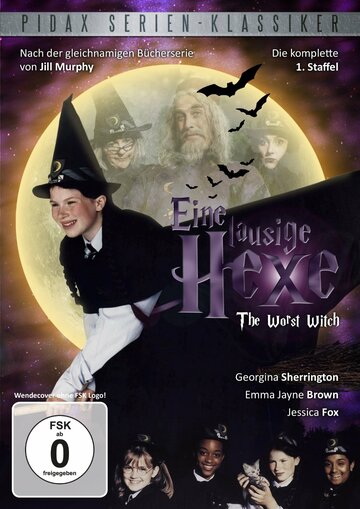 PIDAX SERIEN-KLASSIKER
Nach der gleichnamigen Bücherserie
von Jill Murphy
Die komplette
1. Staffel
Eine
lausige
Hexe
The Worst Witch
Georgina Sherrington
Emma Jayne Brown
Jessica Fox
Wendecover ohne FSK Logo!
FSK
ab
0
freigegeben